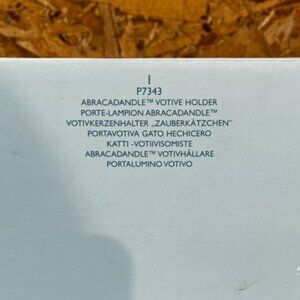 1
P7343
ABRACADANDLE™ VOTIVE HOLDER
PORTE-LAMPION ABRACADANDLE™
VOTIVKERZENHALTER „ZAUBERKÄTZCHEN"
PORTAVOTIVA GATO HECHICERO
KATTI -VOTIIVISOMISTE
ABRACADANDLE™ VOTIVHÅLLARE
PORTALUMINO VOTIVO